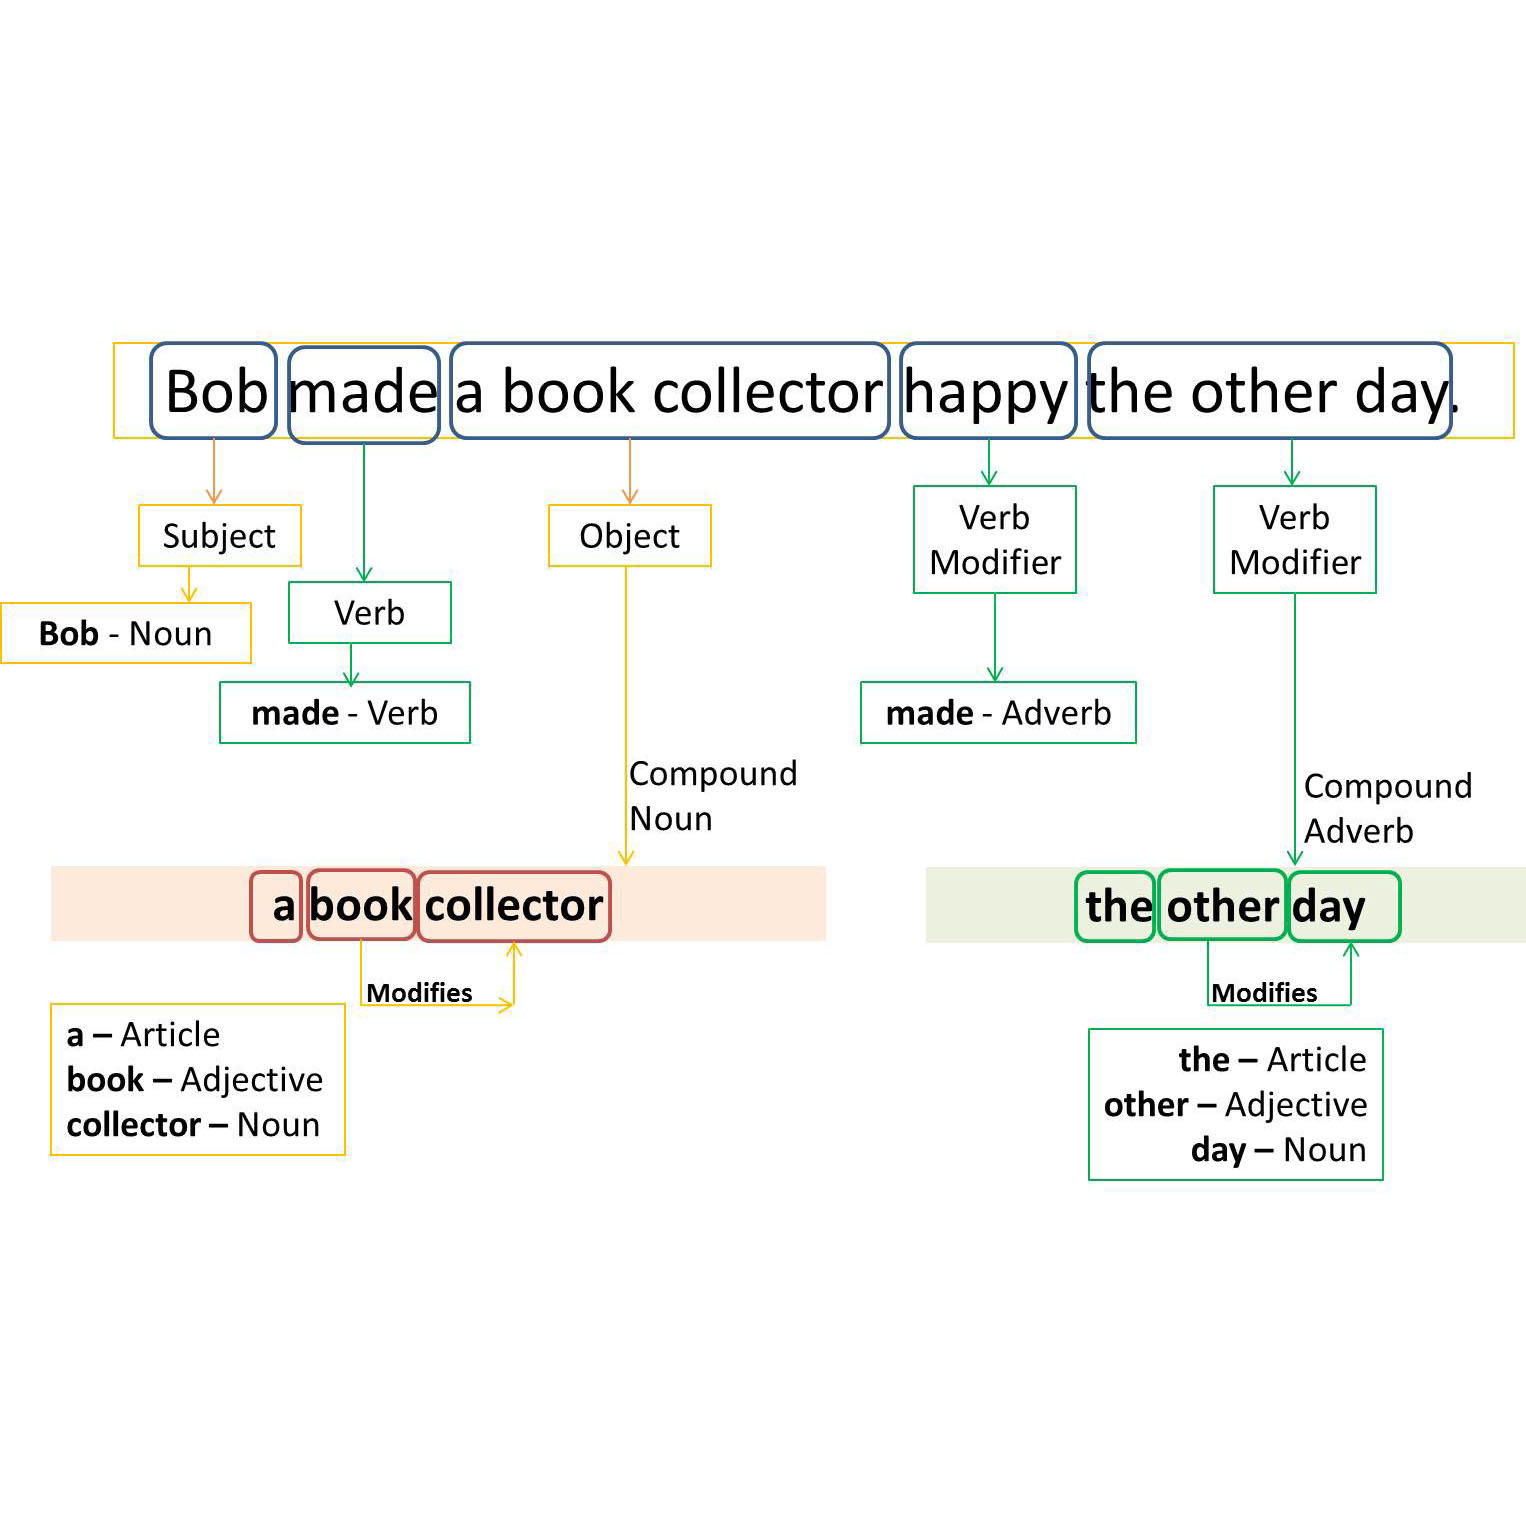 Bob made a book collector happy the other day.
Subject
Object
Verb
Modifier
Verb
Modifier
Verb
Bob - Noun
made - Verb
made - Adverb
Compound
Noun
Compound
Adverb
a book collector
the other day
Modifies
Modifies
a – Article
book – Adjective
collector – Noun
the – Article
other – Adjective
day – Noun